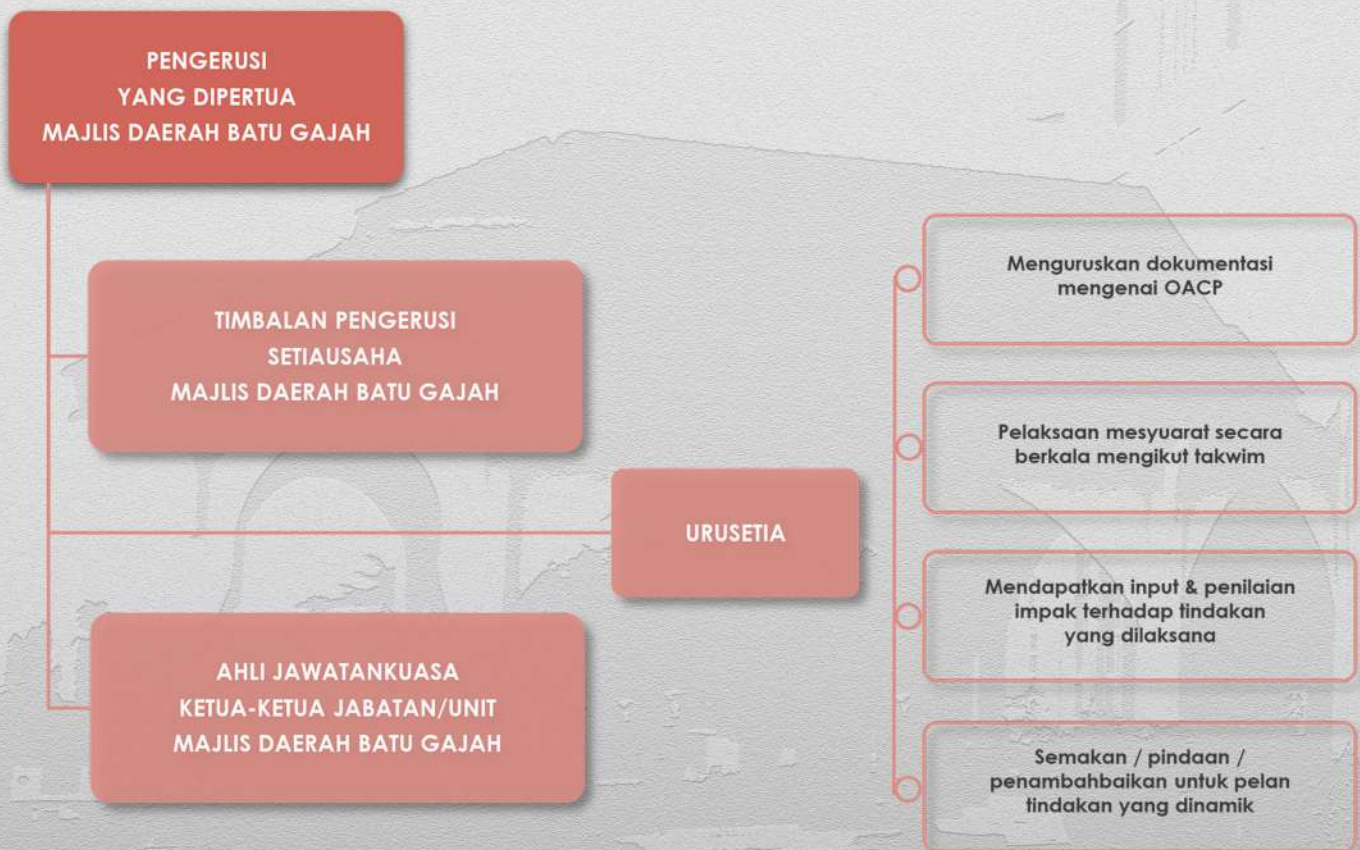 PENGERUSI
YANG DIPERTUA
MAJLIS DAERAH BATU GAJAH
TIMBALAN PENGERUSI
SETIAUSAHA
MAJLIS DAERAH BATU GAJAH
URUSETIA
AHLI JAWATANKUASA
KETUA-KETUA JABATAN/UNIT
MAJLIS DAERAH BATU GAJAH
Menguruskan dokumentasi
mengenai OACP
Pelaksaan mesyuarat secara
berkala mengikut takwim
Mendapatkan input & penilaian
impak terhadap tindakan
yang dilaksana
Semakan / pindaan /
penambahbaikan untuk pelan
tindakan yang dinamik